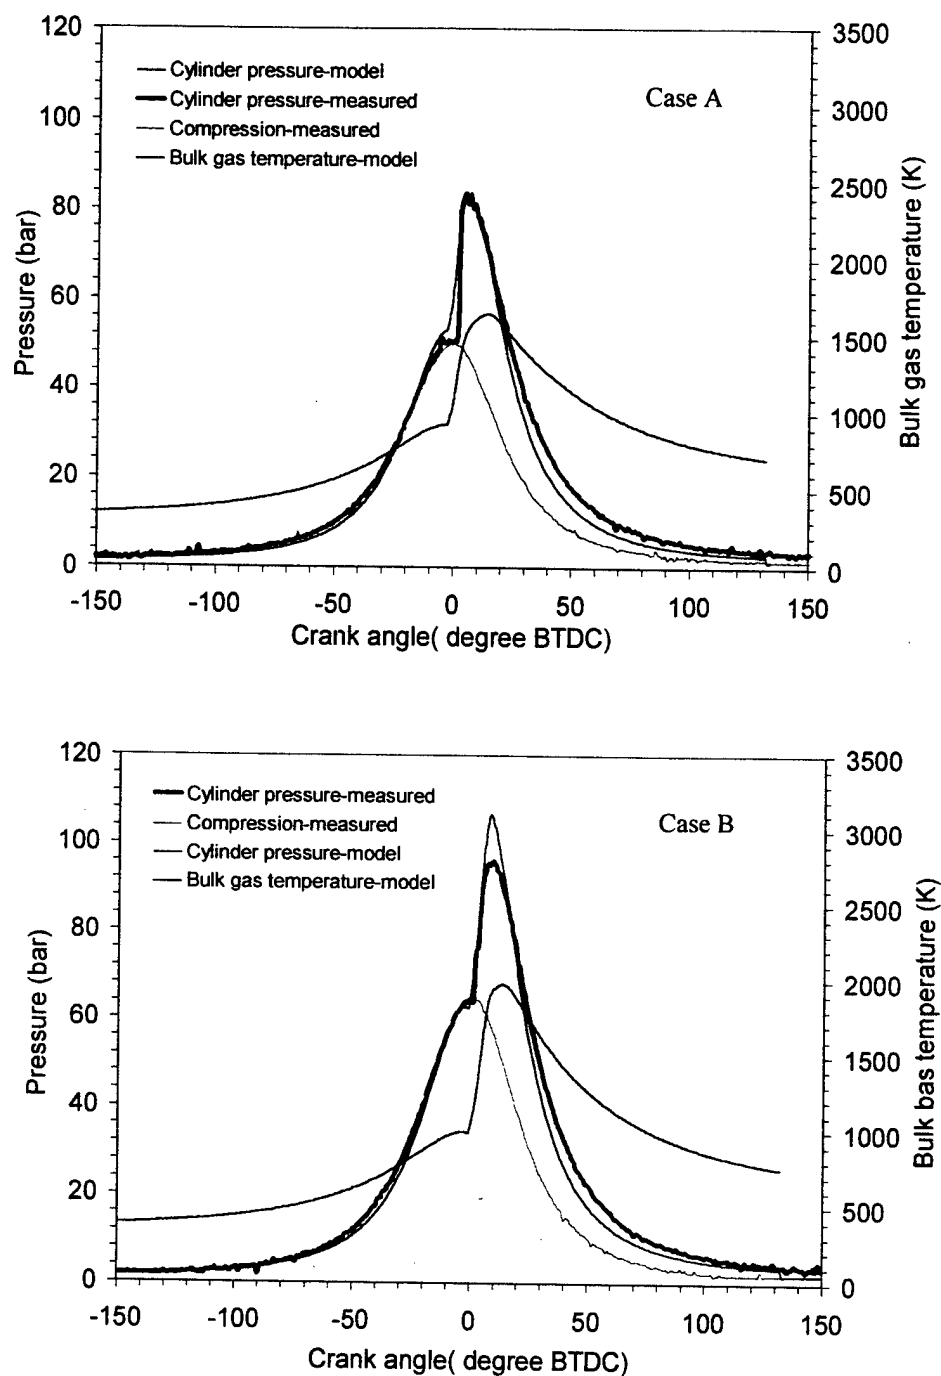 120
100
80
60
40
20
0
Pressure (bar)
Cylinder pressure-model
Cylinder pressure-measured
Compression-measured
Bulk gas temperature-model
Case A
3500
3000
2500
2000
1500
1000
500
0
Bulk gas temperature (K)
-150 -100 -50 0 50 100 150
Crank angle( degree BTDC)
120
100
80
60
40
20
0
Pressure (bar)
Cylinder pressure-measured
Compression-measured
Cylinder pressure-model
Bulk gas temperature-model
Case B
3500
3000
2500
2000
1500
1000
500
0
Bulk bas temperature (K)
-150 -100 -50 0 50 100 150
Crank angle( degree BTDC)